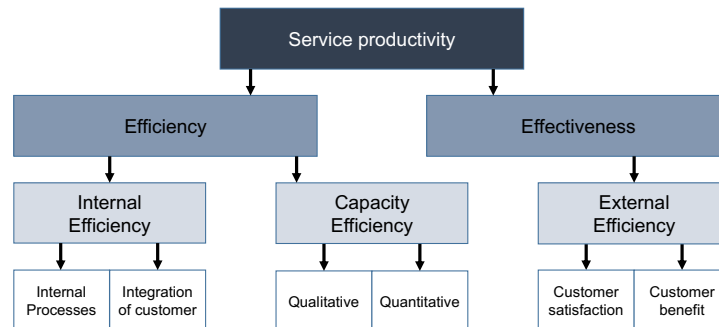 Service productivity
Efficiency
Effectiveness
Internal
Efficiency
Capacity
Efficiency
External
Efficiency
Internal
Processes
Integration
of customer
Qualitative
Quantitative
Customer
satisfaction
Customer
benefit